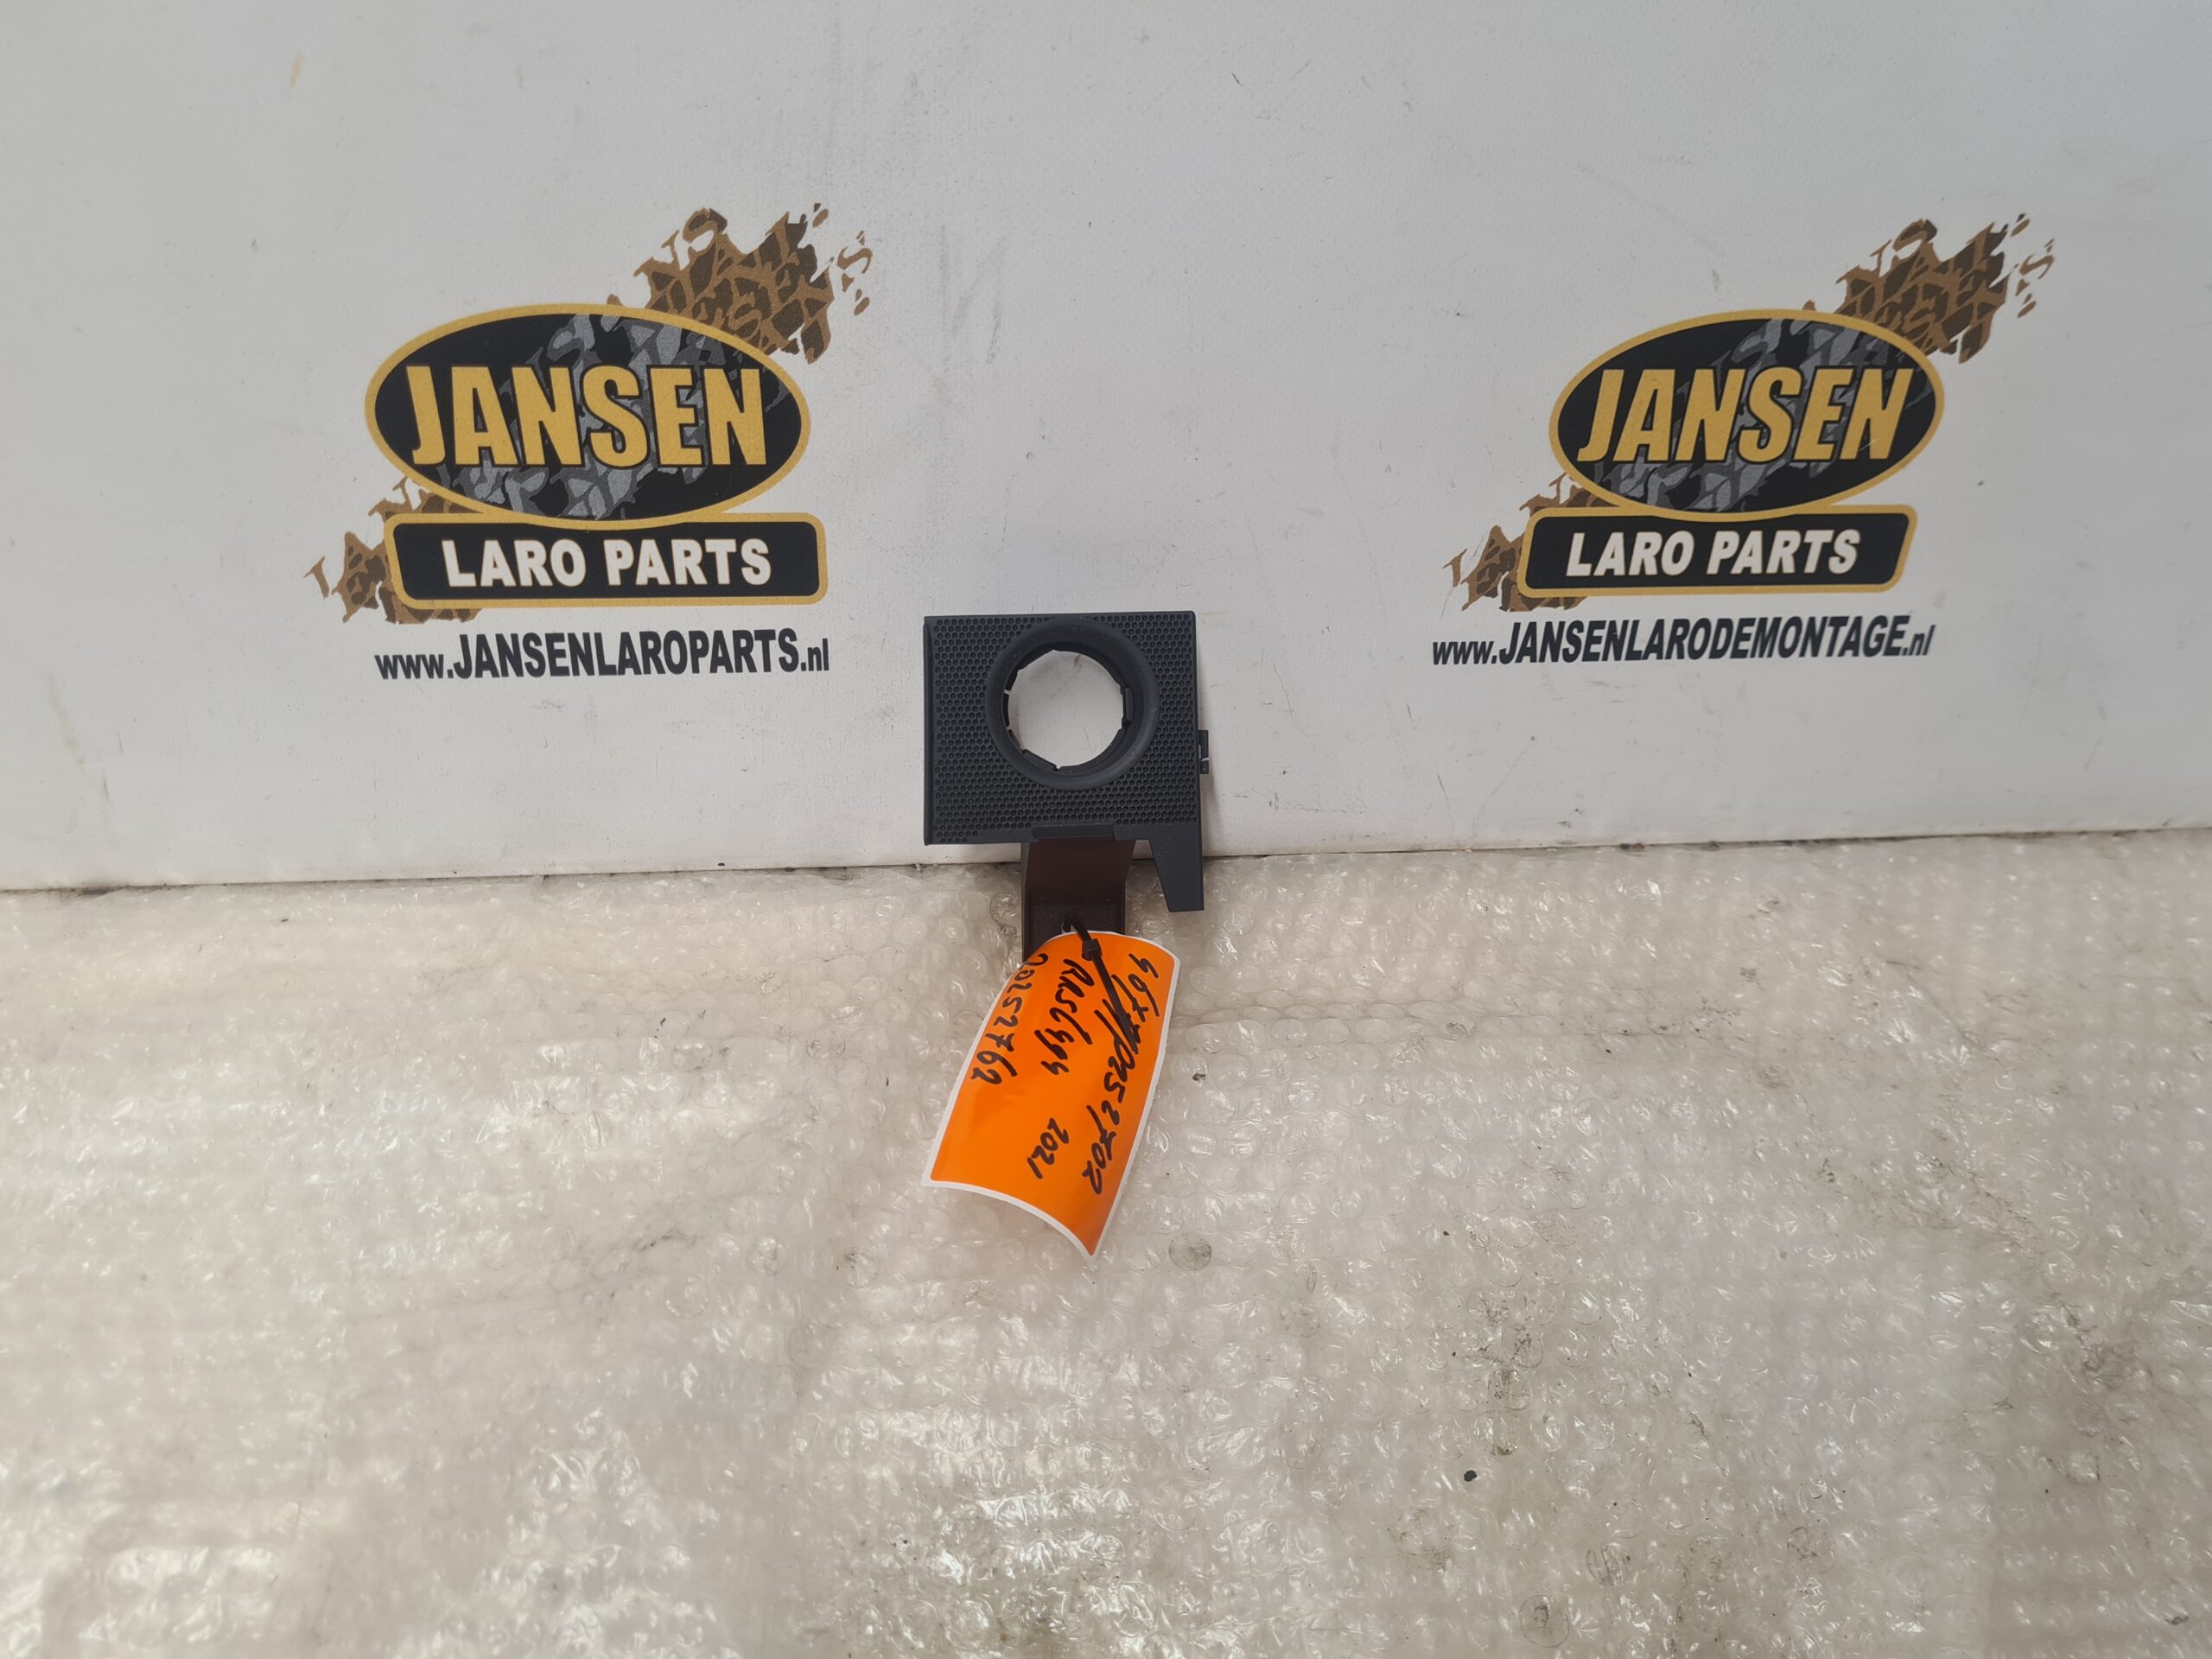 JANSEN
LARO PARTS
www.JANSENLAROPARTS.nl
JANSEN
LARO PARTS
www.JANSENLARODEMONTAGE.nl
2021